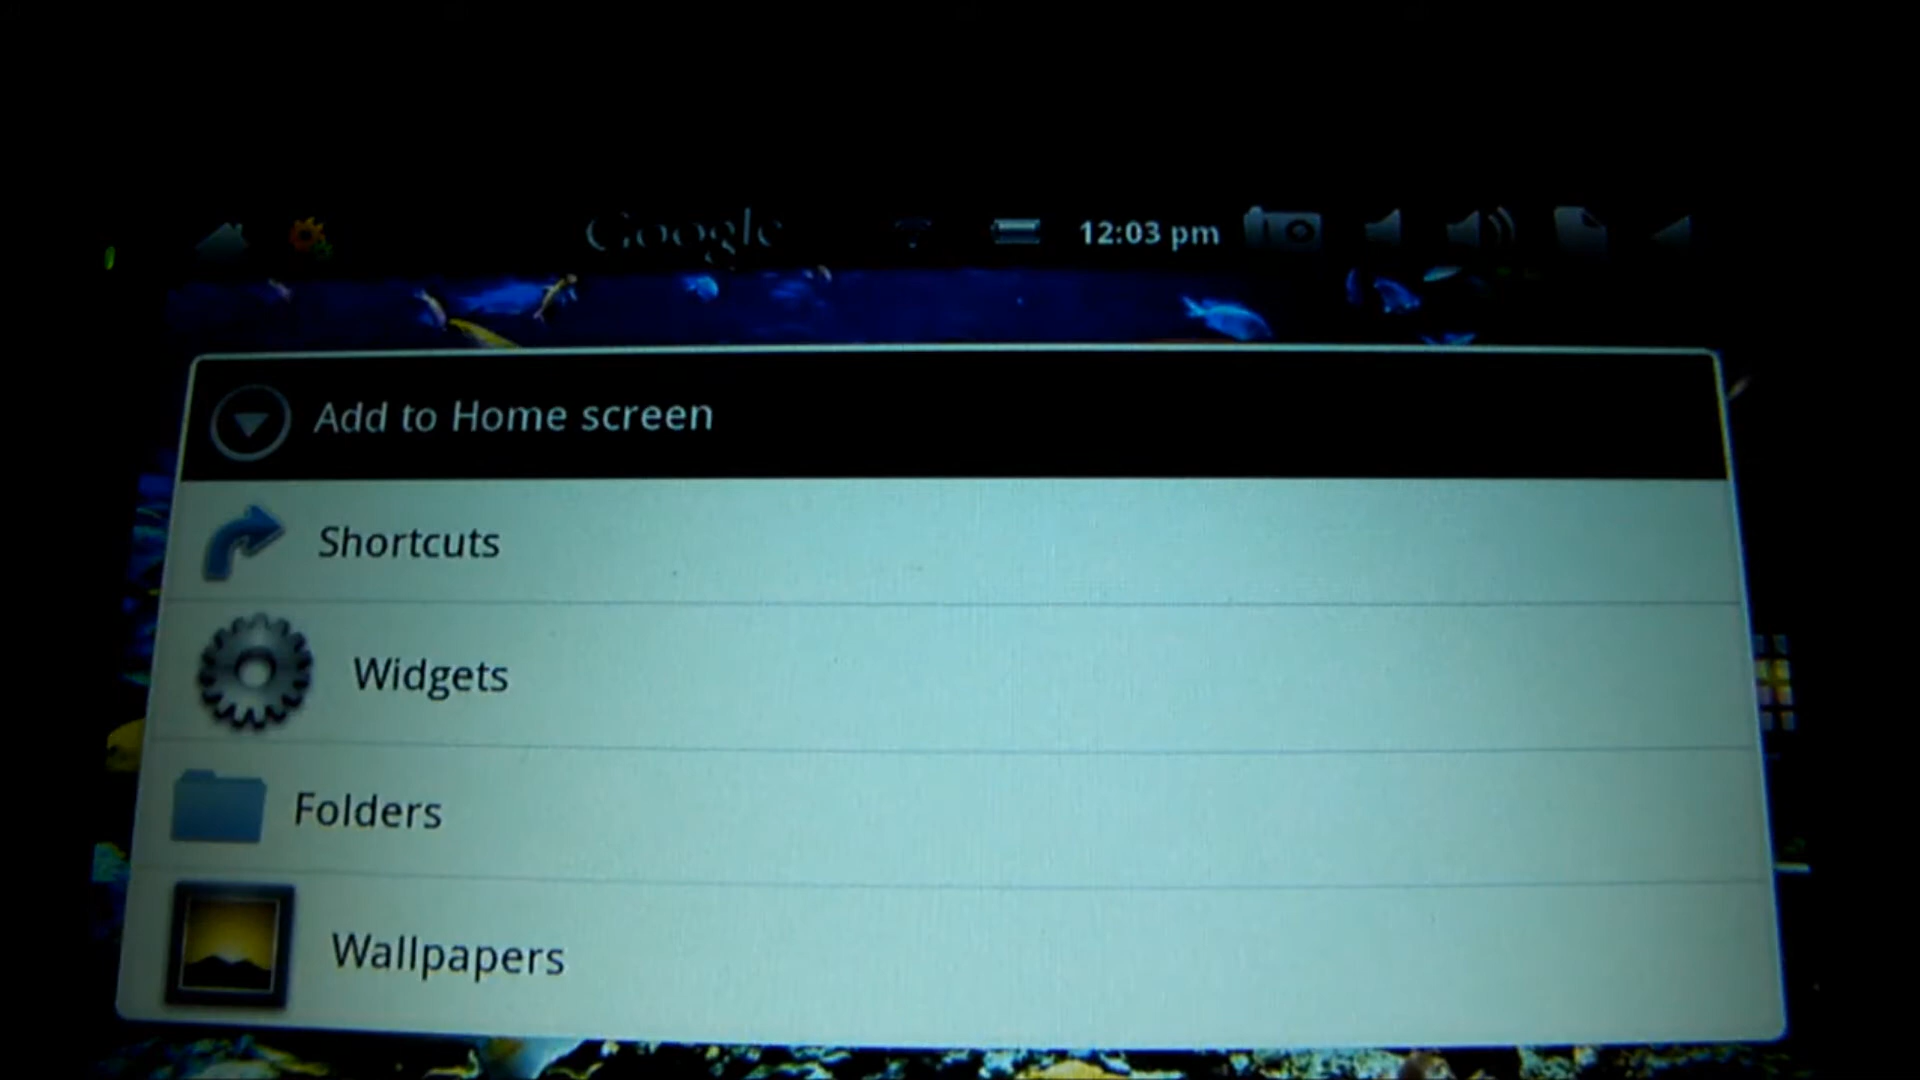 Google
12:03 pm
Add to Home screen
Shortcuts
Widgets
Folders
Wallpapers